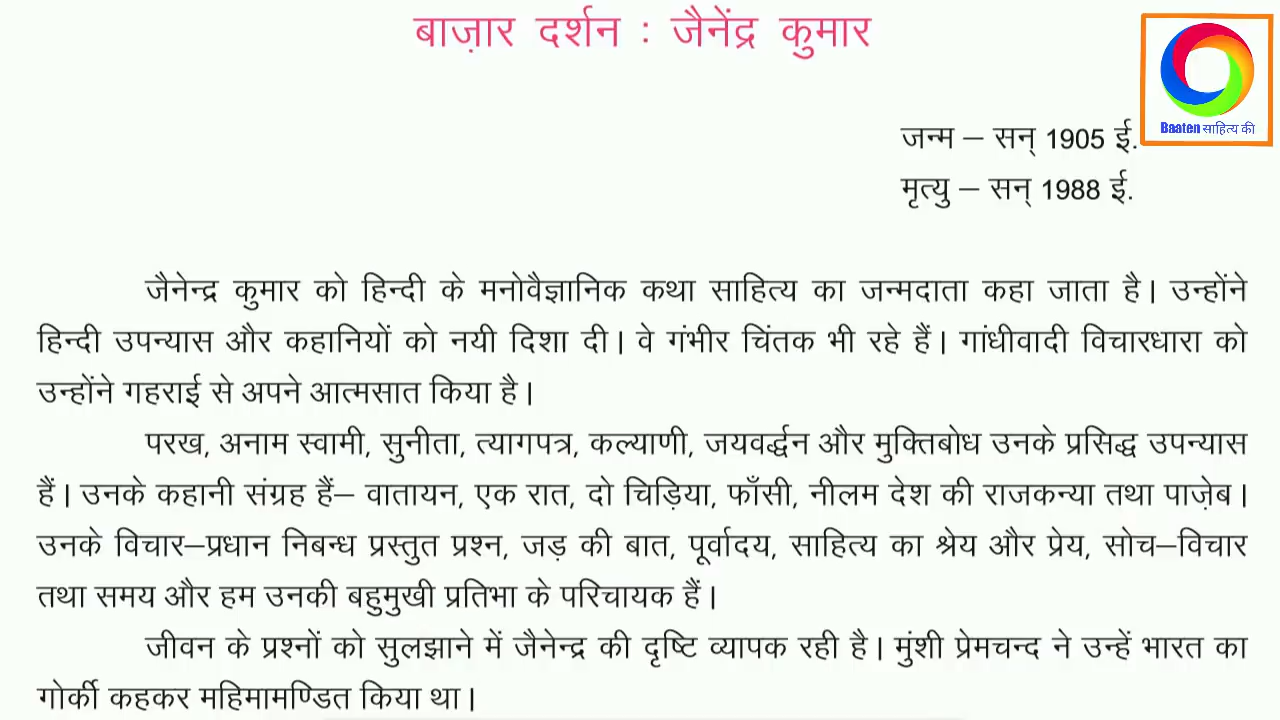 बाज़ार दर्शन : जैनेंद्र कुमार
Baaten साहित्य की
जन्म – सन् 1905 ई.
मृत्यु – सन् 1988 ई.
जैनेन्द्र कुमार को हिन्दी के मनोवैज्ञानिक कथा साहित्य का जन्मदाता कहा जाता है। उन्होंने
हिन्दी उपन्यास और कहानियों को नयी दिशा दी। वे गंभीर चिंतक भी रहे हैं। गांधीवादी विचारधारा को
उन्होंने गहराई से अपने आत्मसात किया है।
परख, अनाम स्वामी, सुनीता, त्यागपत्र, कल्याणी, जयवर्द्धन और मुक्तिबोध उनके प्रसिद्ध उपन्यास
हैं। उनके कहानी संग्रह हैं– वातायन, एक रात, दो चिड़िया, फाँसी, नीलम देश की राजकन्या तथा पाज़ेब।
उनके विचार–प्रधान निबन्ध प्रस्तुत प्रश्न, जड़ की बात, पूर्वादय, साहित्य का श्रेय और प्रेय, सोच–विचार
तथा समय और हम उनकी बहुमुखी प्रतिभा के परिचायक हैं।
जीवन के प्रश्नों को सुलझाने में जैनेन्द्र की दृष्टि व्यापक रही है। मुंशी प्रेमचन्द ने उन्हें भारत का
गोर्की कहकर महिमामण्डित किया था।